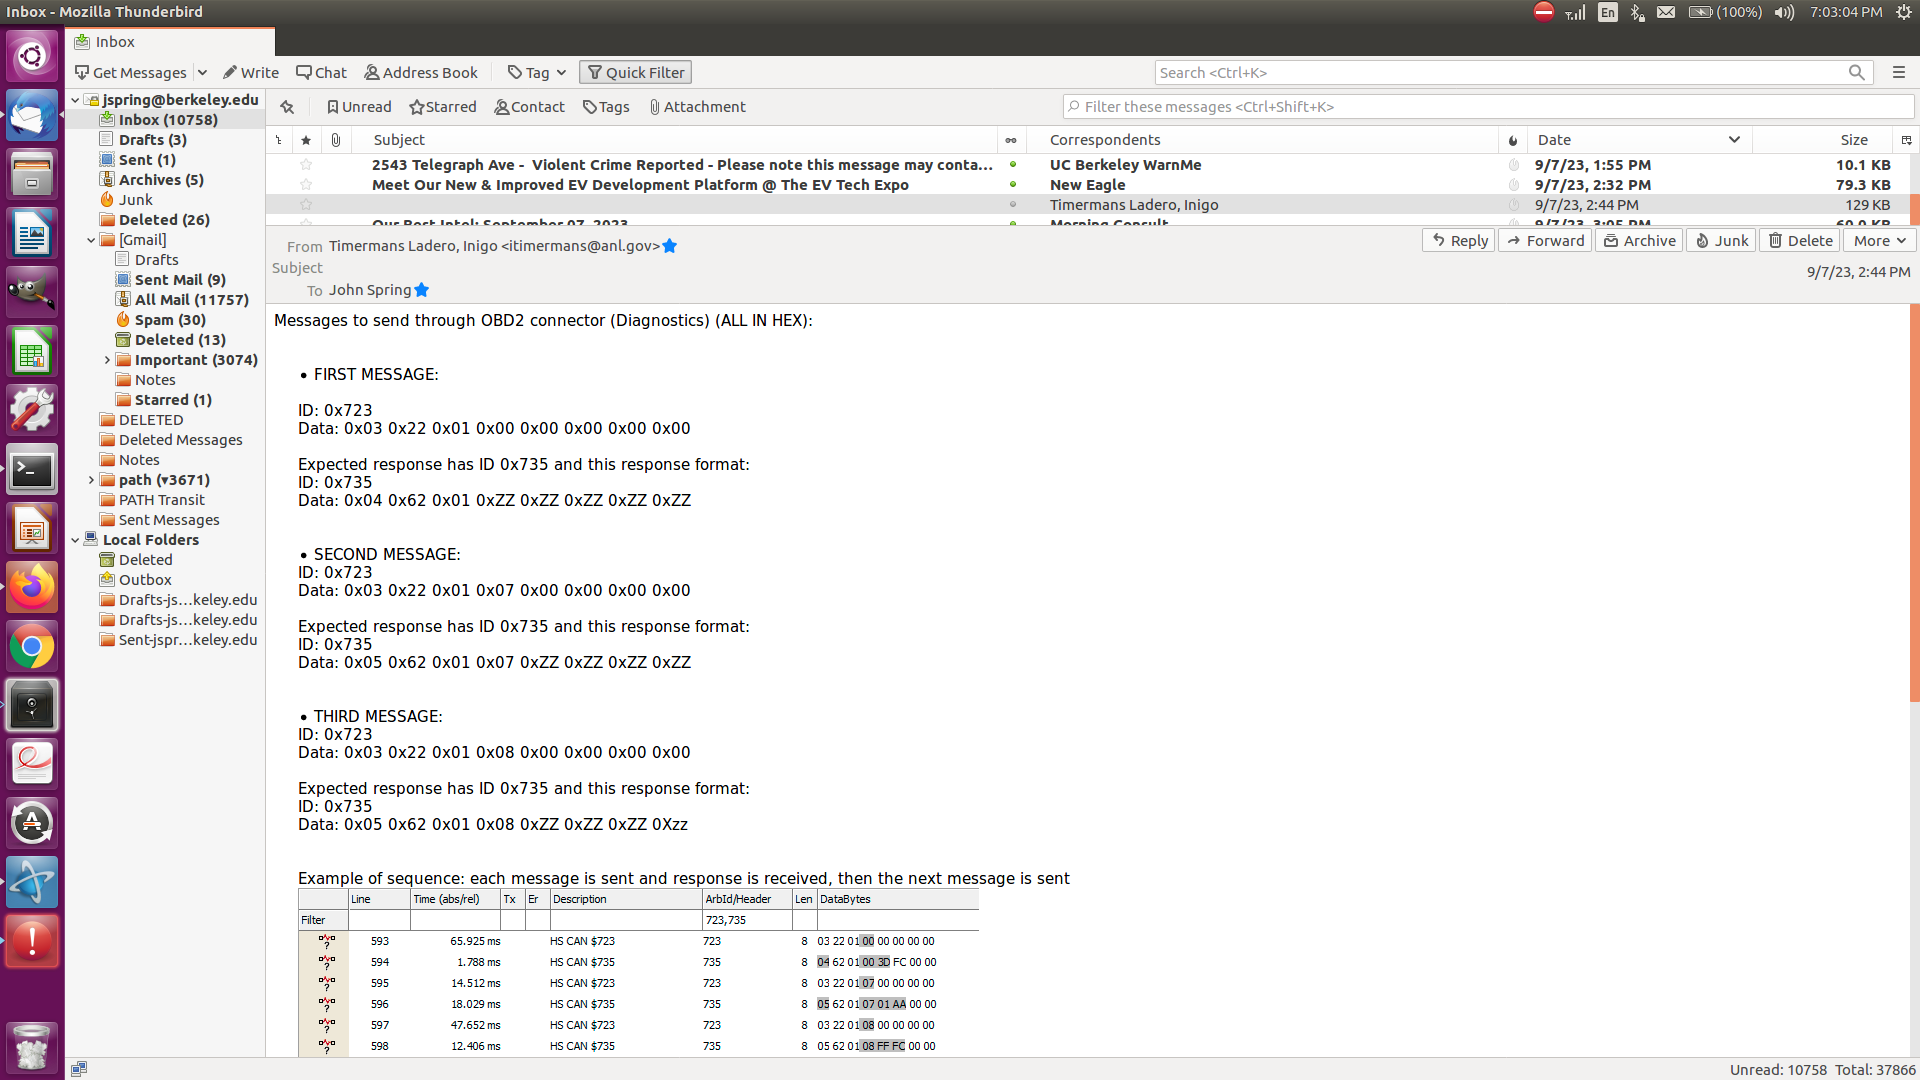 Inbox - Mozilla Thunderbird
En
(100%)
7:03:04 PM
Inbox
Get Messages
Write
Chat
Address Book
Tag
Quick Filter
Search <Ctrl+K>
Unread
Starred
Contact
Tags
Attachment
Filter these messages <Ctrl+Shift+K>
jspring@berkeley.edu
Inbox (10758)
Drafts (3)
Sent (1)
Archives (5)
Junk
Deleted (26)
[Gmail]
Drafts
Sent Mail (9)
All Mail (11757)
Spam (30)
Deleted (13)
Important (3074)
Notes
Starred (1)
DELETED
Deleted Messages
Notes
path (▾3671)
PATH Transit
Sent Messages
Local Folders
Deleted
Outbox
Drafts-js…keley.edu
Drafts-js…keley.edu
Sent-jspr…keley.edu
Subject Correspondents Date Size
2543 Telegraph Ave - Violent Crime Reported - Please note this message may conta… UC Berkeley WarnMe 9/7/23, 1:55 PM 10.1 KB
Meet Our New & Improved EV Development Platform @ The EV Tech Expo New Eagle 9/7/23, 2:32 PM 79.3 KB
Timermans Ladero, Inigo 9/7/23, 2:44 PM 129 KB
Our Best Intel: September 07, 2023 Morning Consult 9/7/23, 3:05 PM 60.0 KB
From Timermans Ladero, Inigo <itimermans@anl.gov>
Reply Forward Archive Junk Delete More
Subject
9/7/23, 2:44 PM
To John Spring
Messages to send through OBD2 connector (Diagnostics) (ALL IN HEX):
• FIRST MESSAGE:
ID: 0x723
Data: 0x03 0x22 0x01 0x00 0x00 0x00 0x00 0x00
Expected response has ID 0x735 and this response format:
ID: 0x735
Data: 0x04 0x62 0x01 0xZZ 0xZZ 0xZZ 0xZZ 0xZZ
• SECOND MESSAGE:
ID: 0x723
Data: 0x03 0x22 0x01 0x07 0x00 0x00 0x00 0x00
Expected response has ID 0x735 and this response format:
ID: 0x735
Data: 0x05 0x62 0x01 0x07 0xZZ 0xZZ 0xZZ 0xZZ
• THIRD MESSAGE:
ID: 0x723
Data: 0x03 0x22 0x01 0x08 0x00 0x00 0x00 0x00
Expected response has ID 0x735 and this response format:
ID: 0x735
Data: 0x05 0x62 0x01 0x08 0xZZ 0xZZ 0xZZ 0Xzz
Example of sequence: each message is sent and response is received, then the next message is sent
Line Time (abs/rel) Tx Er Description ArbId/Header Len DataBytes
Filter 723,735
593 65.925 ms HS CAN $723 723 8 03 22 01 00 00 00 00 00
594 1.788 ms HS CAN $735 735 8 04 62 01 00 3D FC 00 00
595 14.512 ms HS CAN $723 723 8 03 22 01 07 00 00 00 00
596 18.029 ms HS CAN $735 735 8 05 62 01 07 01 AA 00 00
597 47.652 ms HS CAN $723 723 8 03 22 01 08 00 00 00 00
598 12.406 ms HS CAN $735 735 8 05 62 01 08 FF FC 00 00
Unread: 10758 Total: 37866